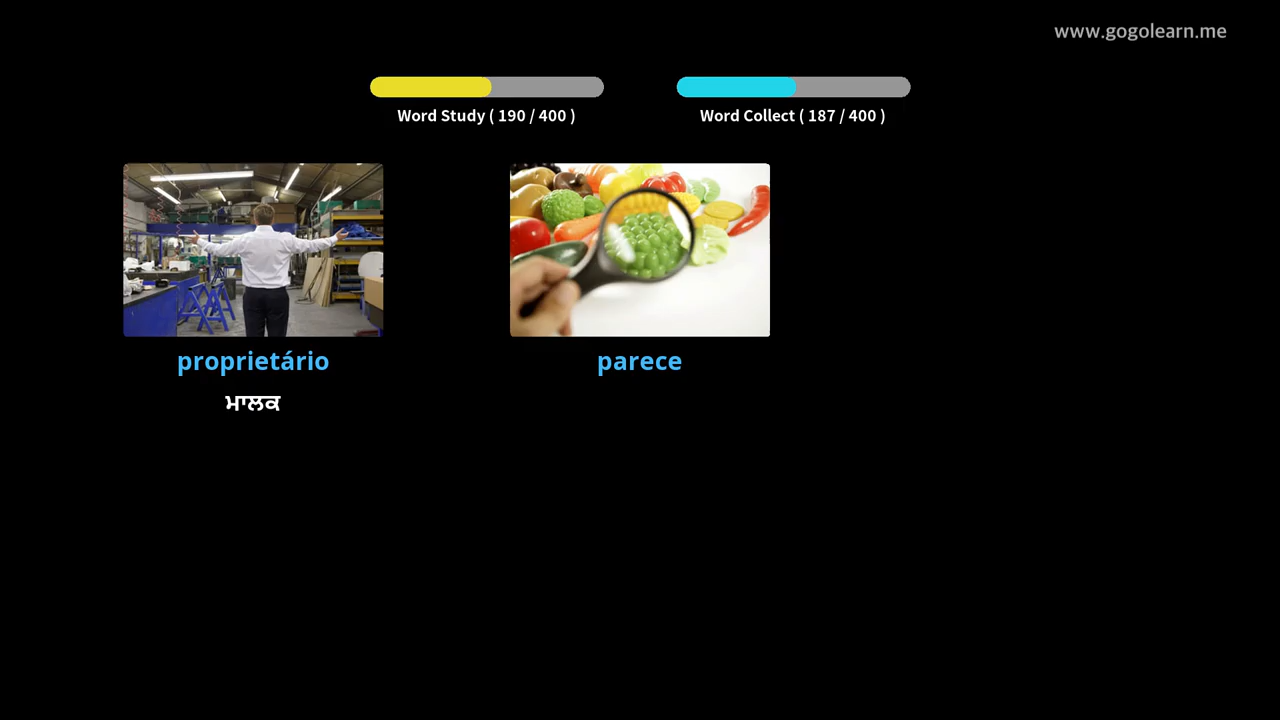 www.gogolearn.me
Word Study ( 190 / 400 )
Word Collect ( 187 / 400 )
proprietário
parece
ਮਾਲਕ